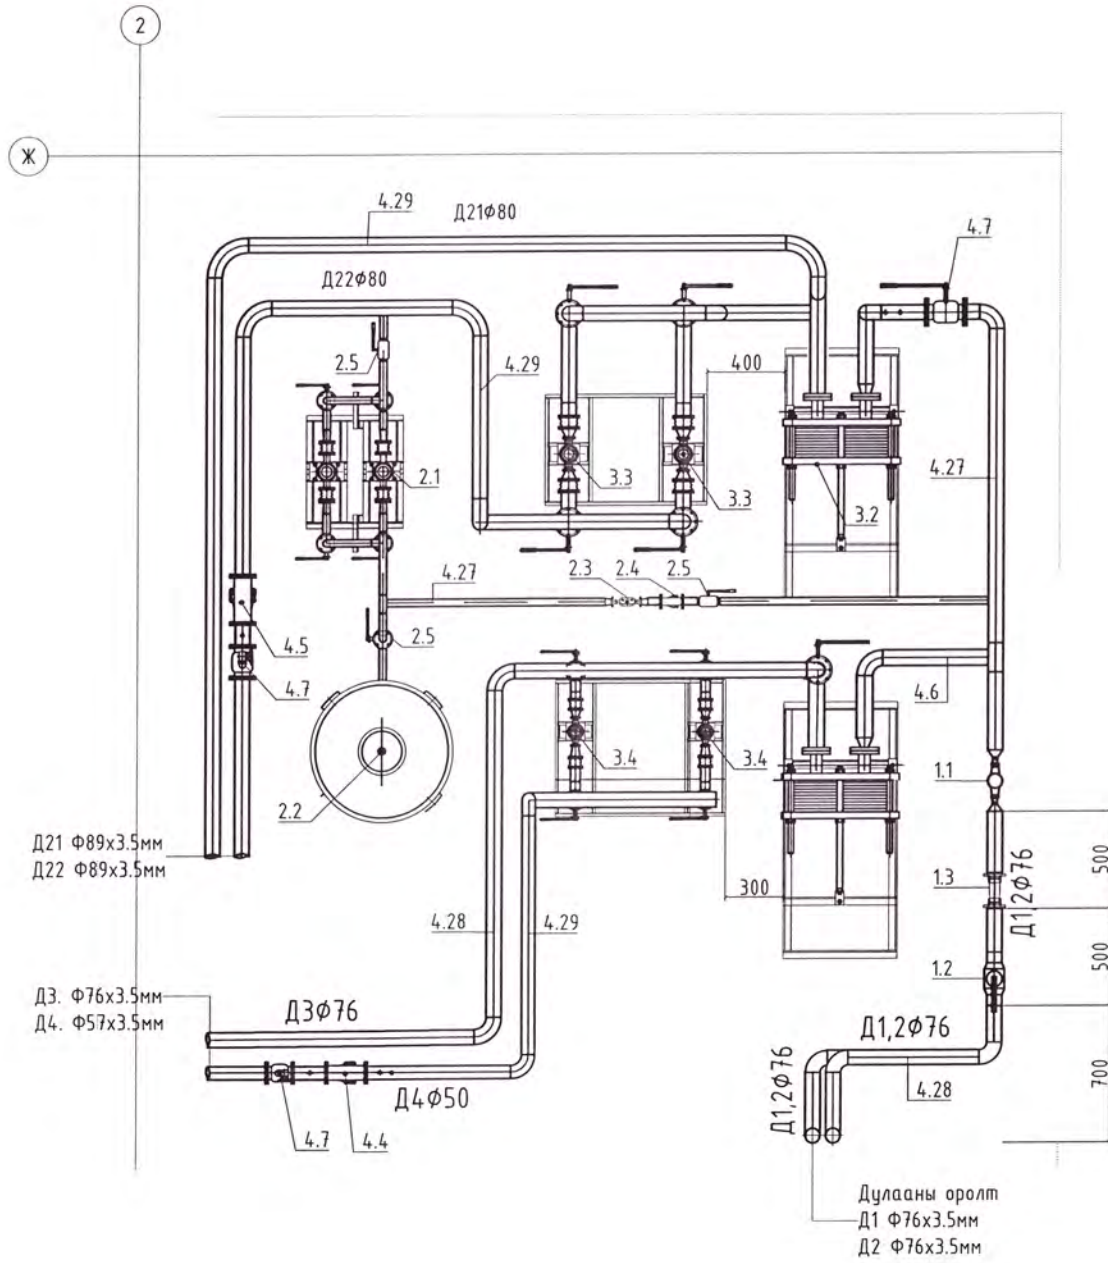 2
Ж
4.29
Д21Ф80
4.7
Д22Ф80
2.5
4.29
400
2.1
3.3
3.3
3.2
4.27
4.27
2.3
2.4
2.5
4.5
2.5
4.7
4.6
3.4
3.4
1.1
2.2
Д21 Ф89х3.5мм
Д22 Ф89х3.5мм
500
1.3
Д1,2Ф76
300
4.28
4.29
500
1.2
Д3. Ф76х3.5мм
Д4. Ф57х3.5мм
Д3Ф76
Д1,2Ф76
Д1,2Ф76
700
4.28
Д4Ф50
4.7
4.4
Дулааны оролт
Д1 Ф76х3.5мм
Д2 Ф76х3.5мм